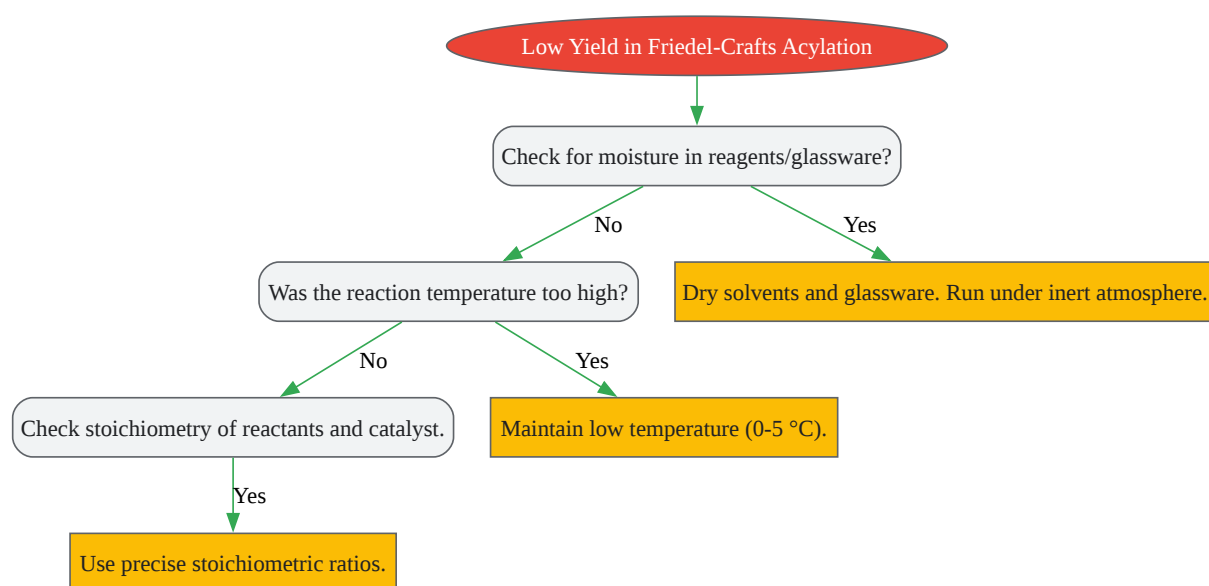 Low Yield in Friedel-Crafts Acylation
Check for moisture in reagents/glassware?
No
Yes
Was the reaction temperature too high?
Dry solvents and glassware. Run under inert atmosphere.
No
Yes
Check stoichiometry of reactants and catalyst.
Maintain low temperature (0-5 °C).
Yes
Use precise stoichiometric ratios.